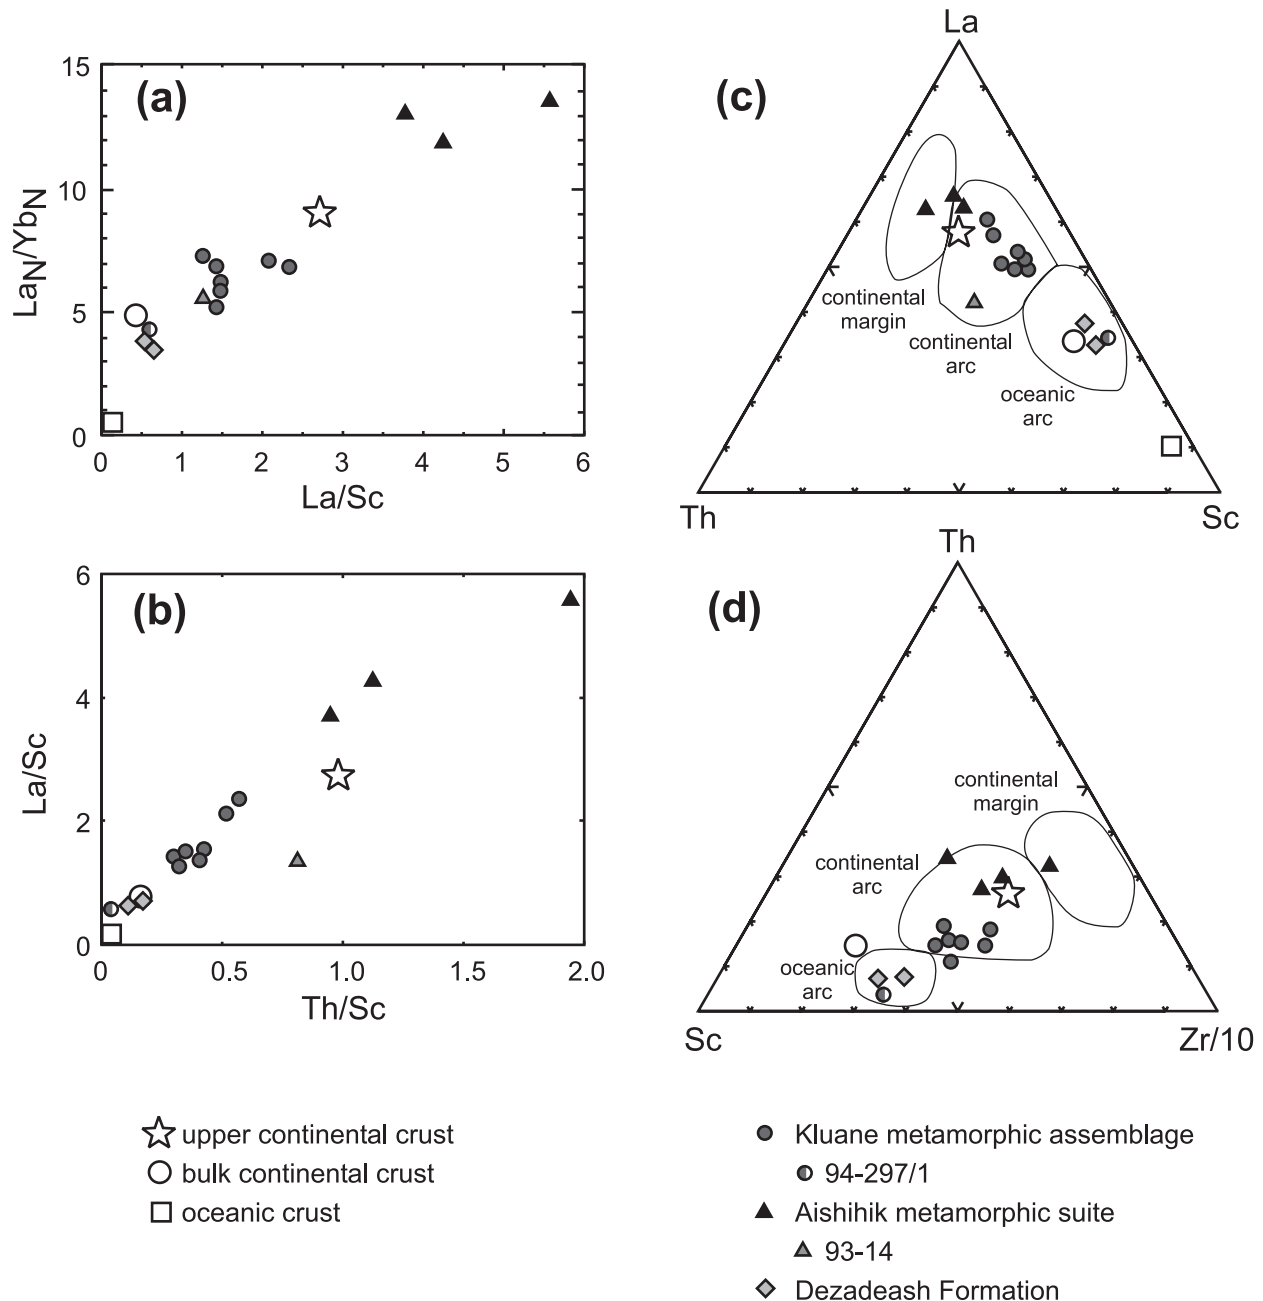 (a)
15
10
5
0
LaN/YbN
0 1 2 3 4 5 6
La/Sc
(c)
La
continental
margin
continental
arc
oceanic
arc
Th
Sc
(b)
6
4
2
0
La/Sc
0 0.5 1.0 1.5 2.0
Th/Sc
(d)
Th
continental
margin
continental
arc
oceanic
arc
Sc
Zr/10
upper continental crust
bulk continental crust
oceanic crust
Kluane metamorphic assemblage
94-297/1
Aishihik metamorphic suite
93-14
Dezadeash Formation